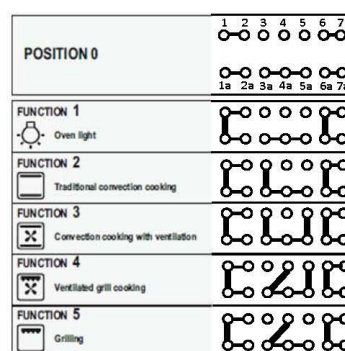 1 2 3 4 5 6 7
POSITION 0
1a 2a 3a 4a 5a 6a 7a
FUNCTION 1
Oven light
FUNCTION 2
Traditional convection cooking
FUNCTION 3
Convection cooking with ventilation
FUNCTION 4
Ventilated grill cooking
FUNCTION 5
Grilling